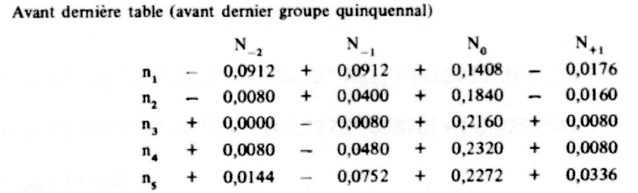 Avant dernière table (avant dernier groupe quinquennal)
N₋₂ N₋₁ N₀ N₊₁
n₁ − 0,0912 + 0,0912 + 0,1408 − 0,0176
n₂ − 0,0080 + 0,0400 + 0,1840 − 0,0160
n₃ + 0,0000 − 0,0080 + 0,2160 + 0,0080
n₄ + 0,0080 − 0,0480 + 0,2320 + 0,0080
n₅ + 0,0144 − 0,0752 + 0,2272 + 0,0336